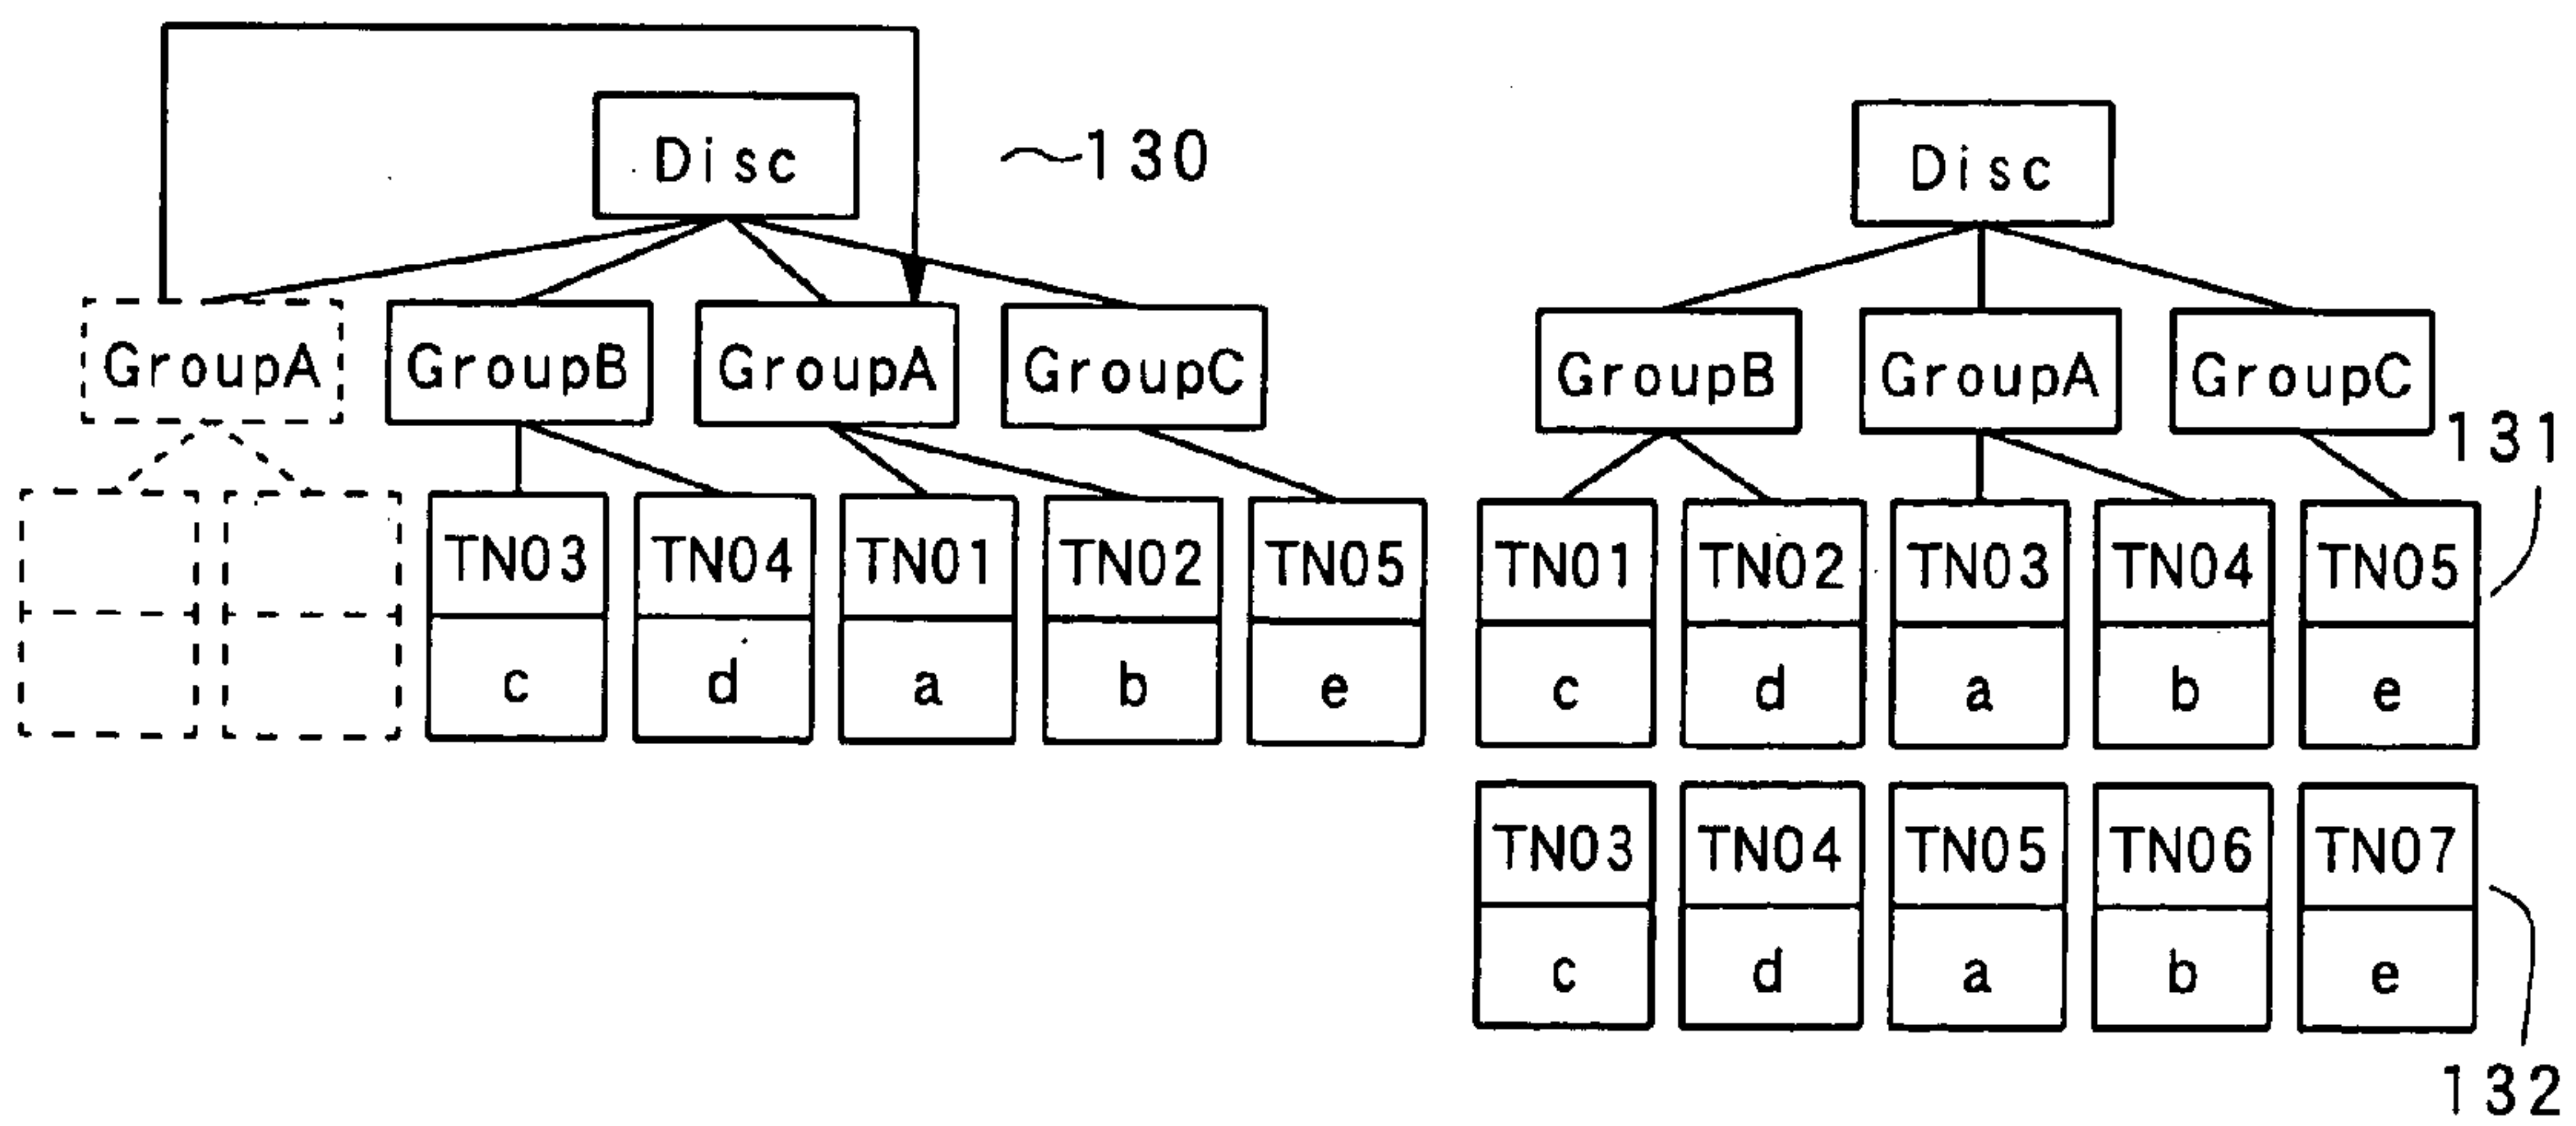 Disc
130
Disc
GroupA GroupB GroupA GroupC
GroupB GroupA GroupC
131
TN03 TN04 TN01 TN02 TN05
c d a b e
TN01 TN02 TN03 TN04 TN05
c d a b e
TN03 TN04 TN05 TN06 TN07
c d a b e
132